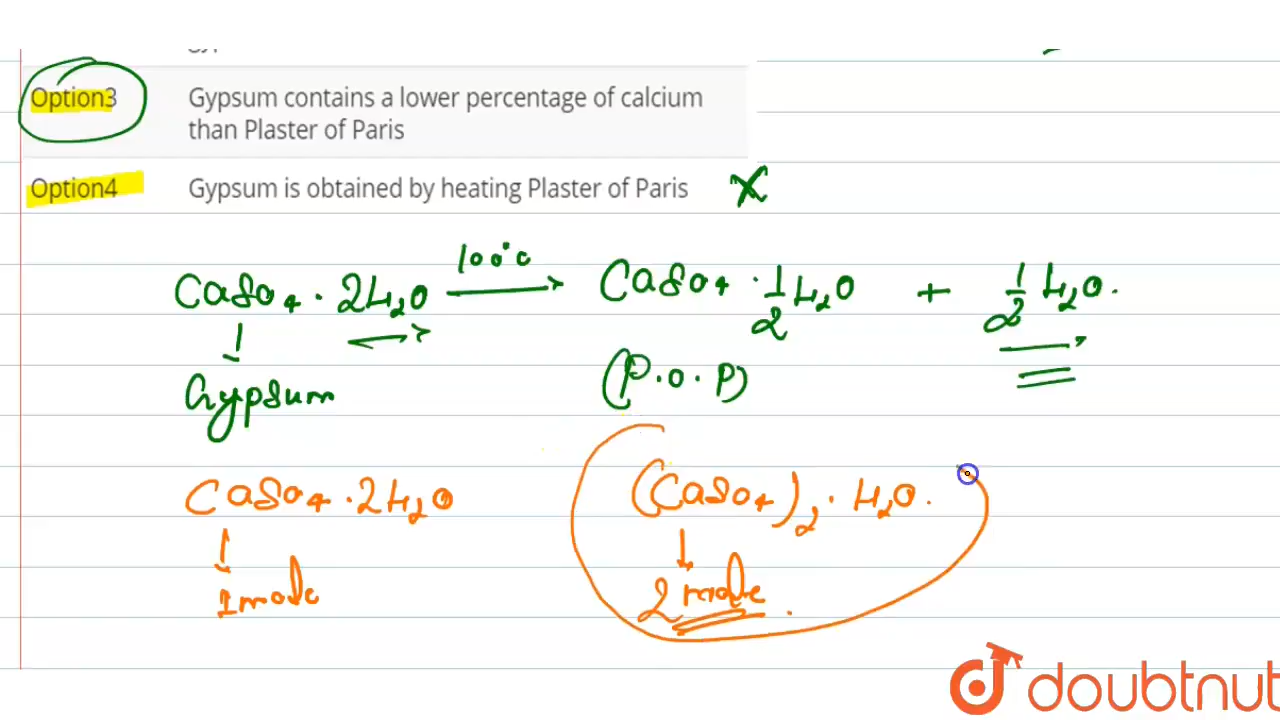 Option3 Gypsum contains a lower percentage of calcium
than Plaster of Paris
Option4 Gypsum is obtained by heating Plaster of Paris X
CaSO4 · 2H2O 100°C → CaSO4 · 1/2 H2O + 1/2 H2O.
Gypsum (P.O.P)
CaSO4 · 2H2O (CaSO4)2 · H2O.
1 mole 2 mole.
doubtnut